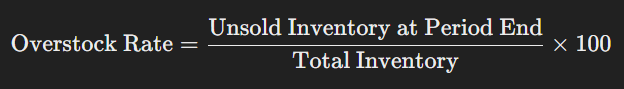 Overstock Rate = Unsold Inventory at Period End / Total Inventory × 100